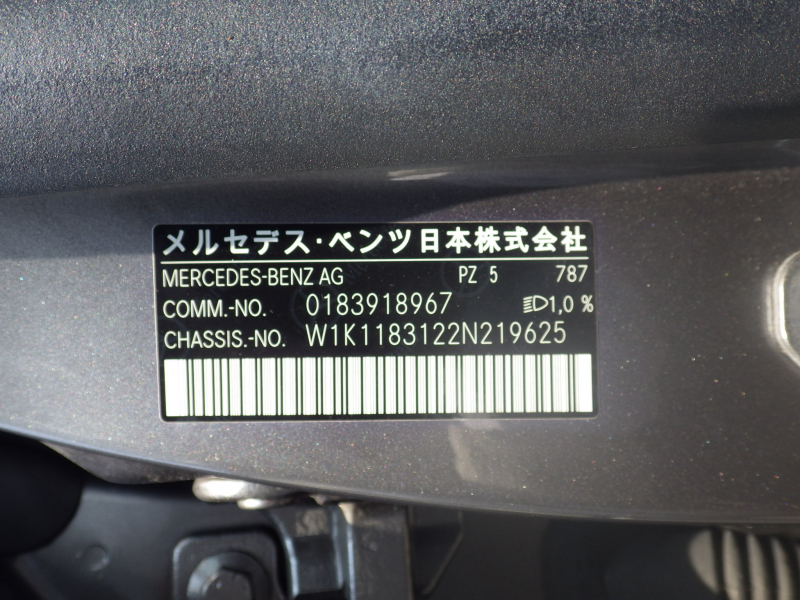 メルセデス・ベンツ日本株式会社
MERCEDES-BENZ AG PZ 5 787
COMM.-NO. 0183918967 1,0 %
CHASSIS.-NO. W1K1183122N219625